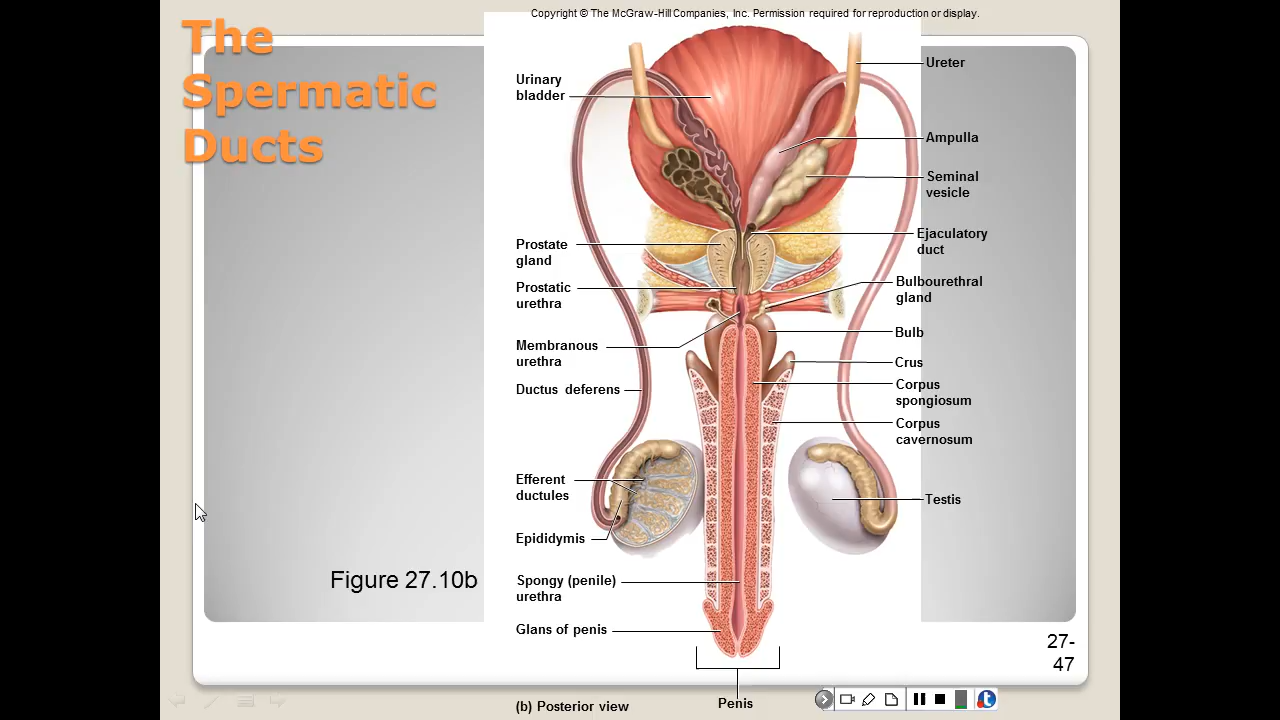 Copyright © The McGraw-Hill Companies, Inc. Permission required for reproduction or display.
The
Spermatic
Ducts
Urinary
bladder
Prostate
gland
Prostatic
urethra
Membranous
urethra
Ductus deferens
Efferent
ductules
Epididymis
Spongy (penile)
urethra
Glans of penis
Ureter
Ampulla
Seminal
vesicle
Ejaculatory
duct
Bulbourethral
gland
Bulb
Crus
Corpus
spongiosum
Corpus
cavernosum
Testis
Figure 27.10b
27-
47
(b) Posterior view
Penis
t